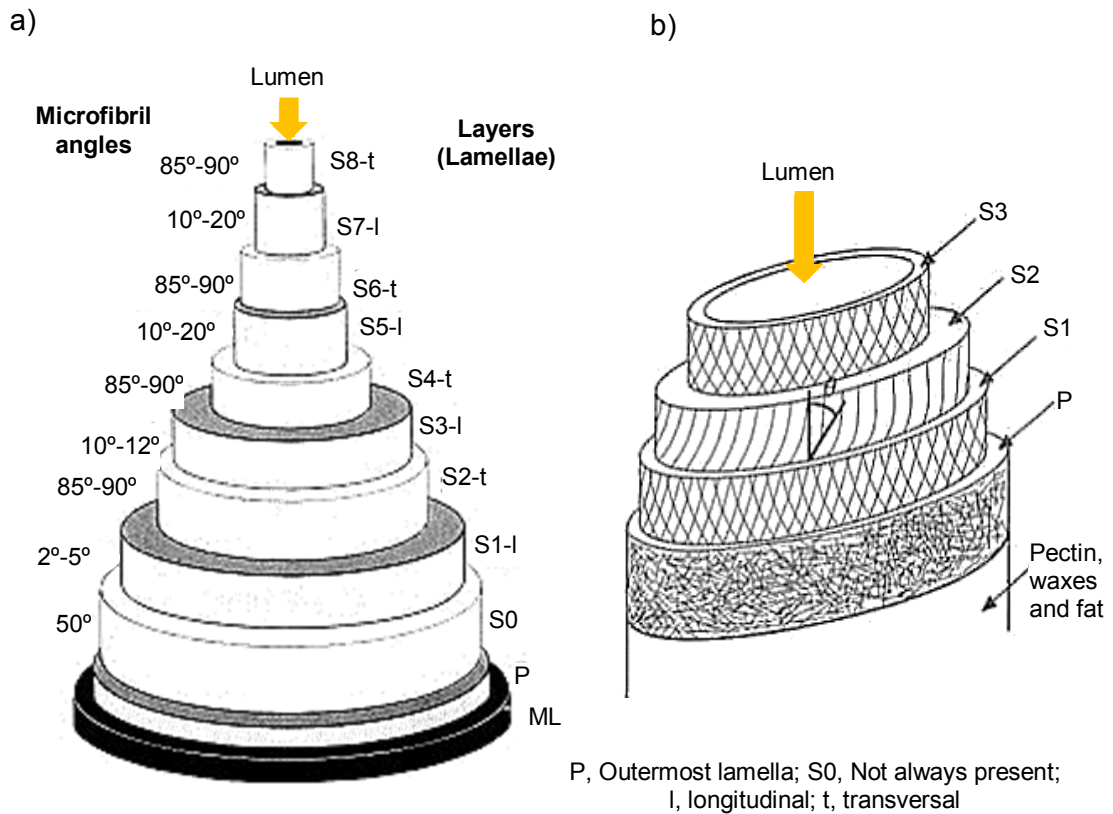 a)
Lumen
Microfibril
angles
Layers
(Lamellae)
85º-90º
S8-t
10º-20º
S7-l
85º-90º
S6-t
10º-20º
S5-l
85º-90º
S4-t
10º-12º
S3-l
85º-90º
S2-t
2º-5º
S1-l
50º
S0
P
ML
b)
Lumen
S3
S2
S1
P
θ
Pectin,
waxes
and fat
P, Outermost lamella; S0, Not always present;
l, longitudinal; t, transversal